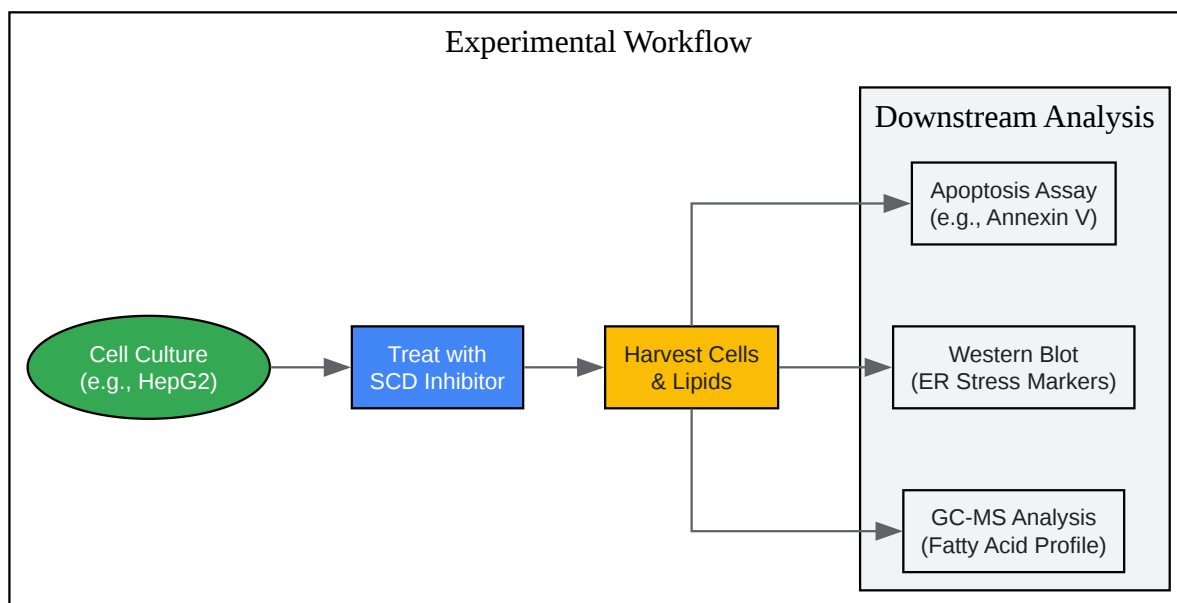 Experimental Workflow
Downstream Analysis
Apoptosis Assay
(e.g., Annexin V)
Cell Culture
(e.g., HepG2)
Treat with
SCD Inhibitor
Harvest Cells
& Lipids
Western Blot
(ER Stress Markers)
GC-MS Analysis
(Fatty Acid Profile)